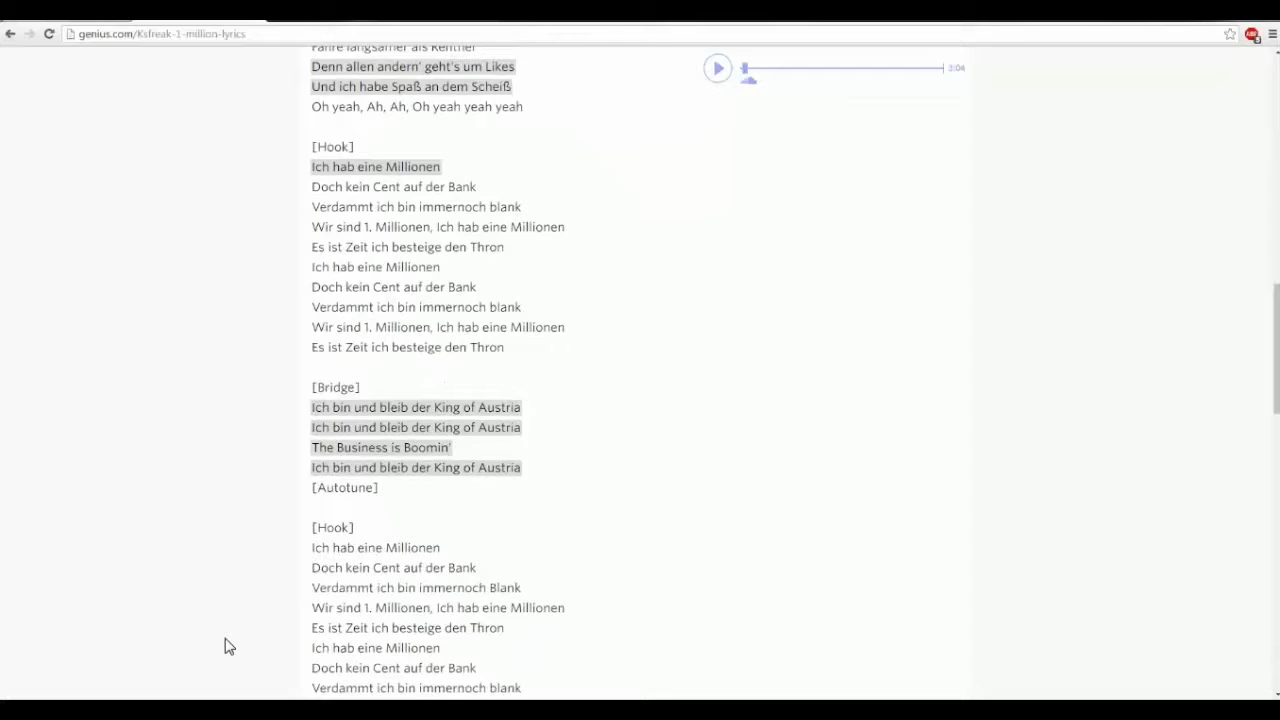 genius.com/Ksfreak-1-million-lyrics
Fahre langsamer als Rentner
Denn allen andern' geht's um Likes
Und ich habe Spaß an dem Scheiß
Oh yeah, Ah, Ah, Oh yeah yeah yeah
3:04
[Hook]
Ich hab eine Millionen
Doch kein Cent auf der Bank
Verdammt ich bin immernoch blank
Wir sind 1. Millionen, Ich hab eine Millionen
Es ist Zeit ich besteige den Thron
Ich hab eine Millionen
Doch kein Cent auf der Bank
Verdammt ich bin immernoch blank
Wir sind 1. Millionen, Ich hab eine Millionen
Es ist Zeit ich besteige den Thron
[Bridge]
Ich bin und bleib der King of Austria
Ich bin und bleib der King of Austria
The Business is Boomin'
Ich bin und bleib der King of Austria
[Autotune]
[Hook]
Ich hab eine Millionen
Doch kein Cent auf der Bank
Verdammt ich bin immernoch Blank
Wir sind 1. Millionen, Ich hab eine Millionen
Es ist Zeit ich besteige den Thron
Ich hab eine Millionen
Doch kein Cent auf der Bank
Verdammt ich bin immernoch blank